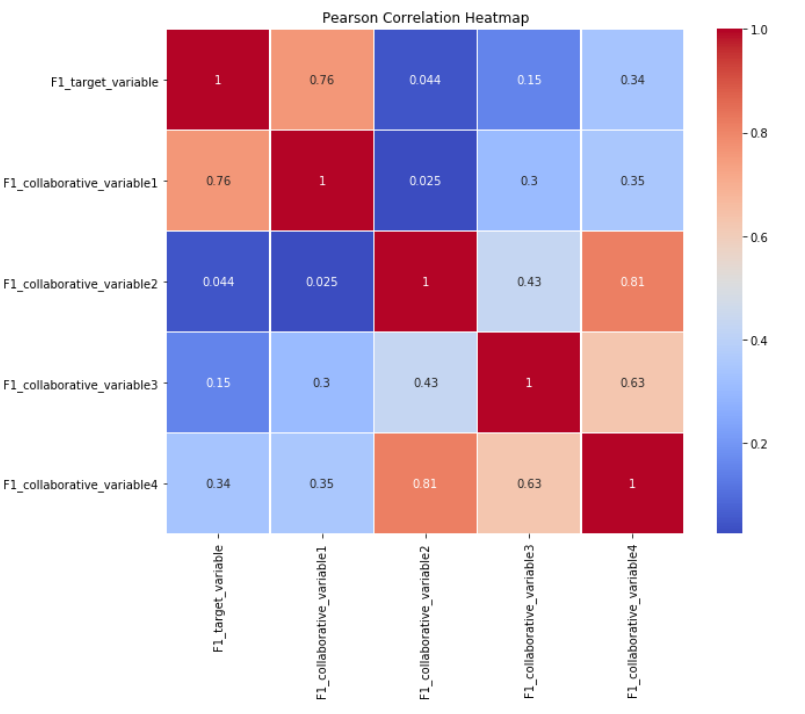 Pearson Correlation Heatmap
F1_target_variable 1 0.76 0.044 0.15 0.34
F1_collaborative_variable1 0.76 1 0.025 0.3 0.35
F1_collaborative_variable2 0.044 0.025 1 0.43 0.81
F1_collaborative_variable3 0.15 0.3 0.43 1 0.63
F1_collaborative_variable4 0.34 0.35 0.81 0.63 1
F1_target_variable
F1_collaborative_variable1
F1_collaborative_variable2
F1_collaborative_variable3
F1_collaborative_variable4
1.0
0.8
0.6
0.4
0.2